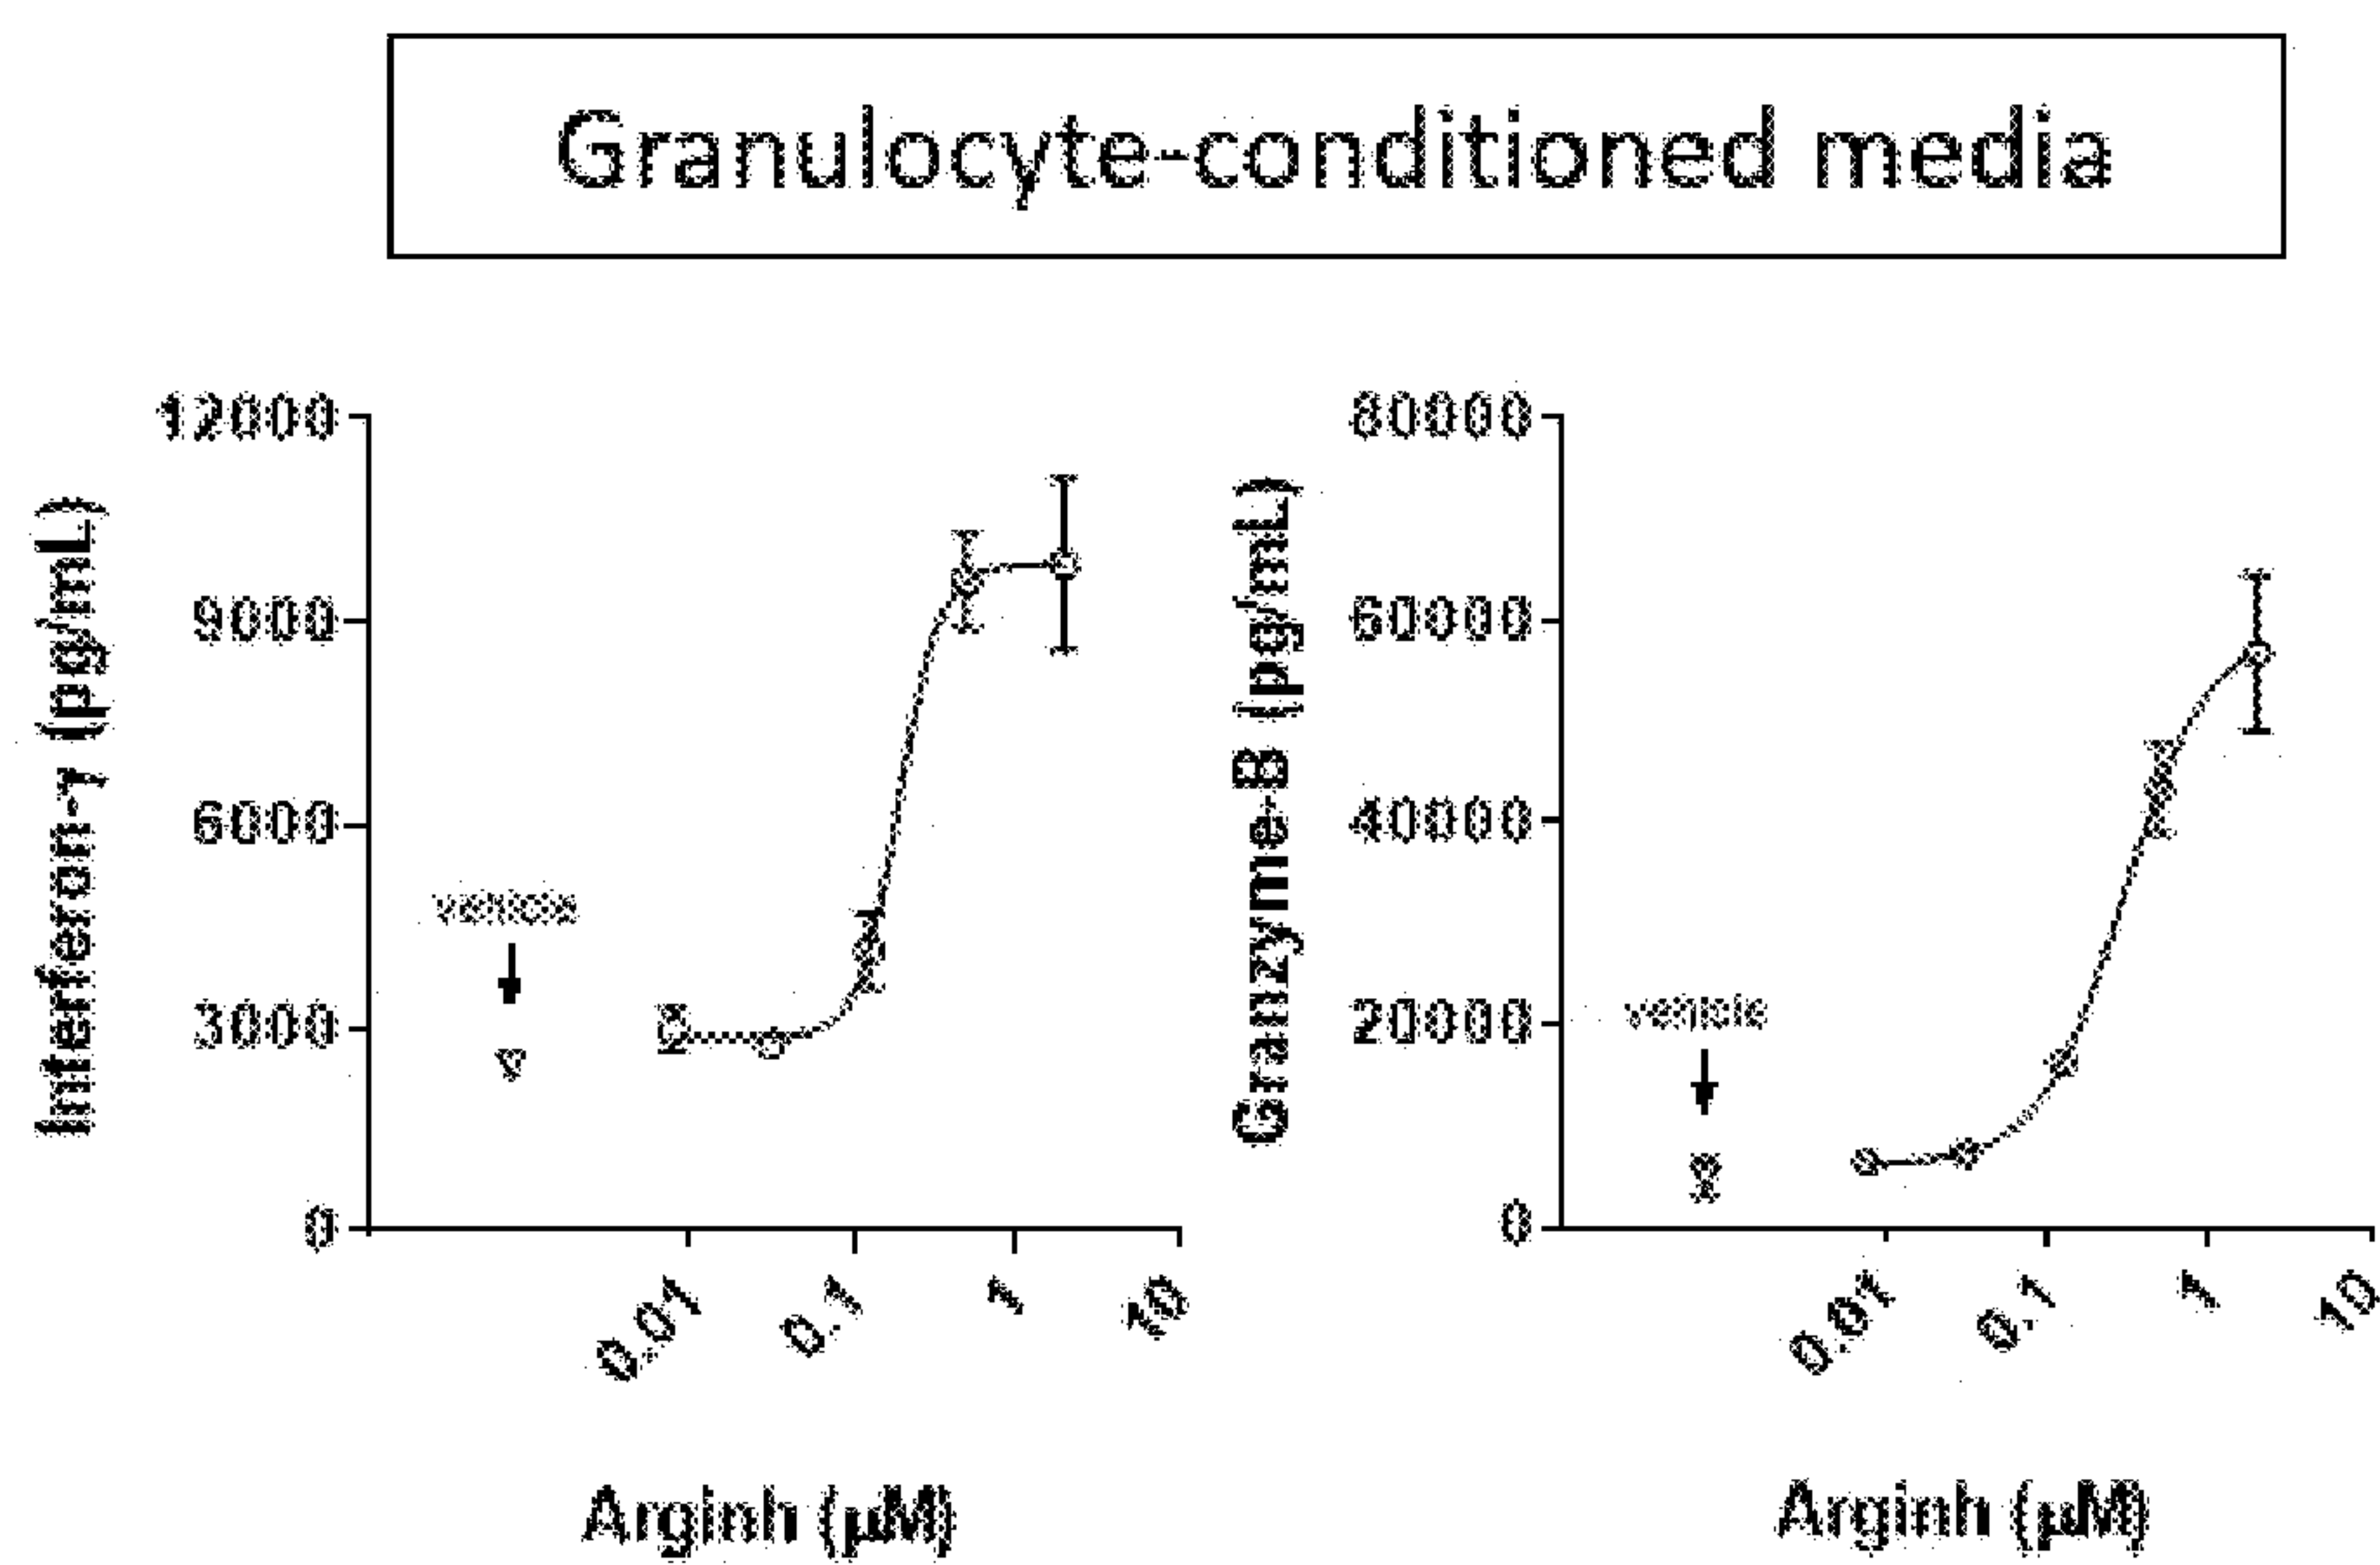 Granulocyte-conditioned media
Interferon-γ (pg/mL)
12000
9000
6000
3000
0
vehicle
0.01
0.1
1
10
Arginh (µM)
Granzyme-B (pg/mL)
80000
60000
40000
20000
0
vehicle
0.01
0.1
1
10
Arginh (µM)